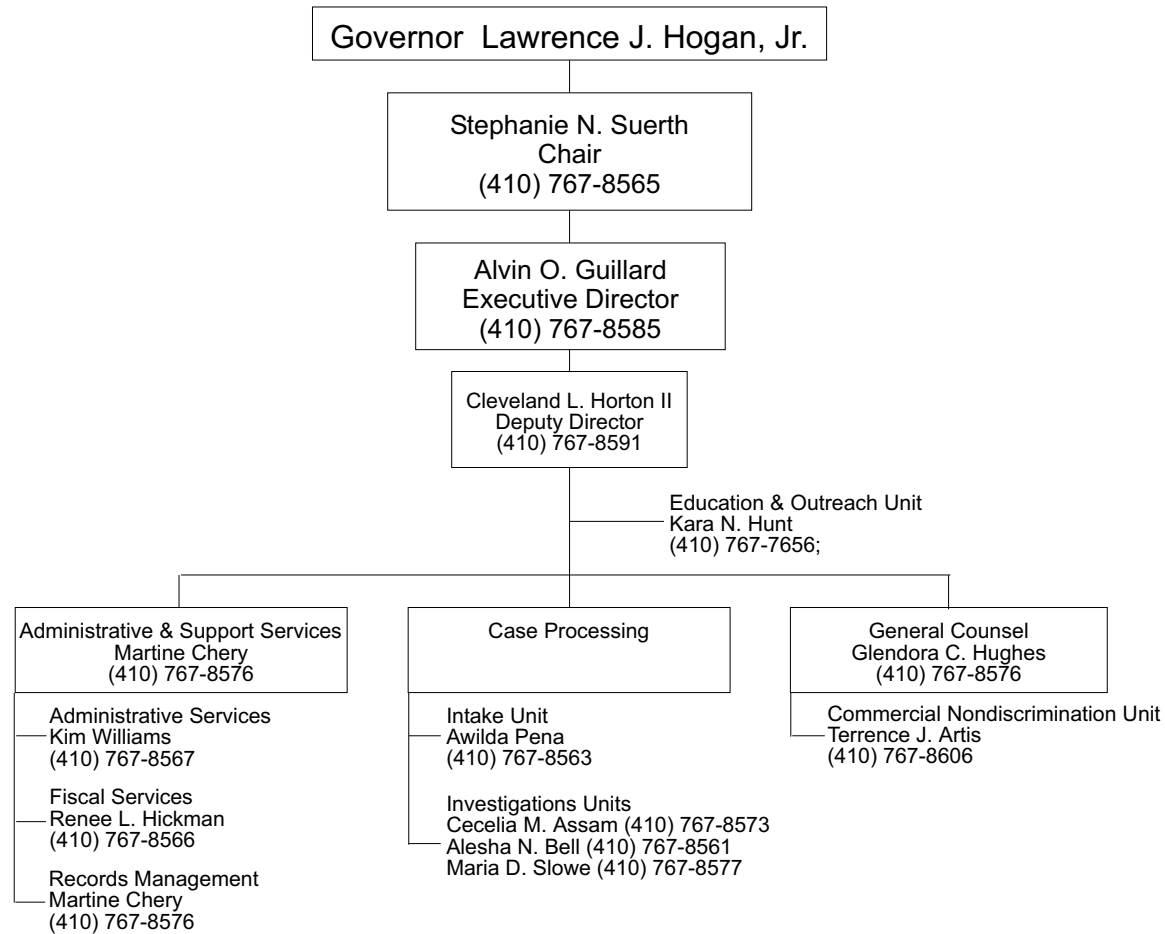 Governor Lawrence J. Hogan, Jr.
Stephanie N. Suerth
Chair
(410) 767-8565
Alvin O. Guillard
Executive Director
(410) 767-8585
Cleveland L. Horton II
Deputy Director
(410) 767-8591
Education & Outreach Unit
Kara N. Hunt
(410) 767-7656;
Administrative & Support Services
Martine Chery
(410) 767-8576
Administrative Services
Kim Williams
(410) 767-8567
Fiscal Services
Renee L. Hickman
(410) 767-8566
Records Management
Martine Chery
(410) 767-8576
Case Processing
Intake Unit
Awilda Pena
(410) 767-8563
Investigations Units
Cecelia M. Assam (410) 767-8573
Alesha N. Bell (410) 767-8561
Maria D. Slowe (410) 767-8577
General Counsel
Glendora C. Hughes
(410) 767-8576
Commercial Nondiscrimination Unit
Terrence J. Artis
(410) 767-8606